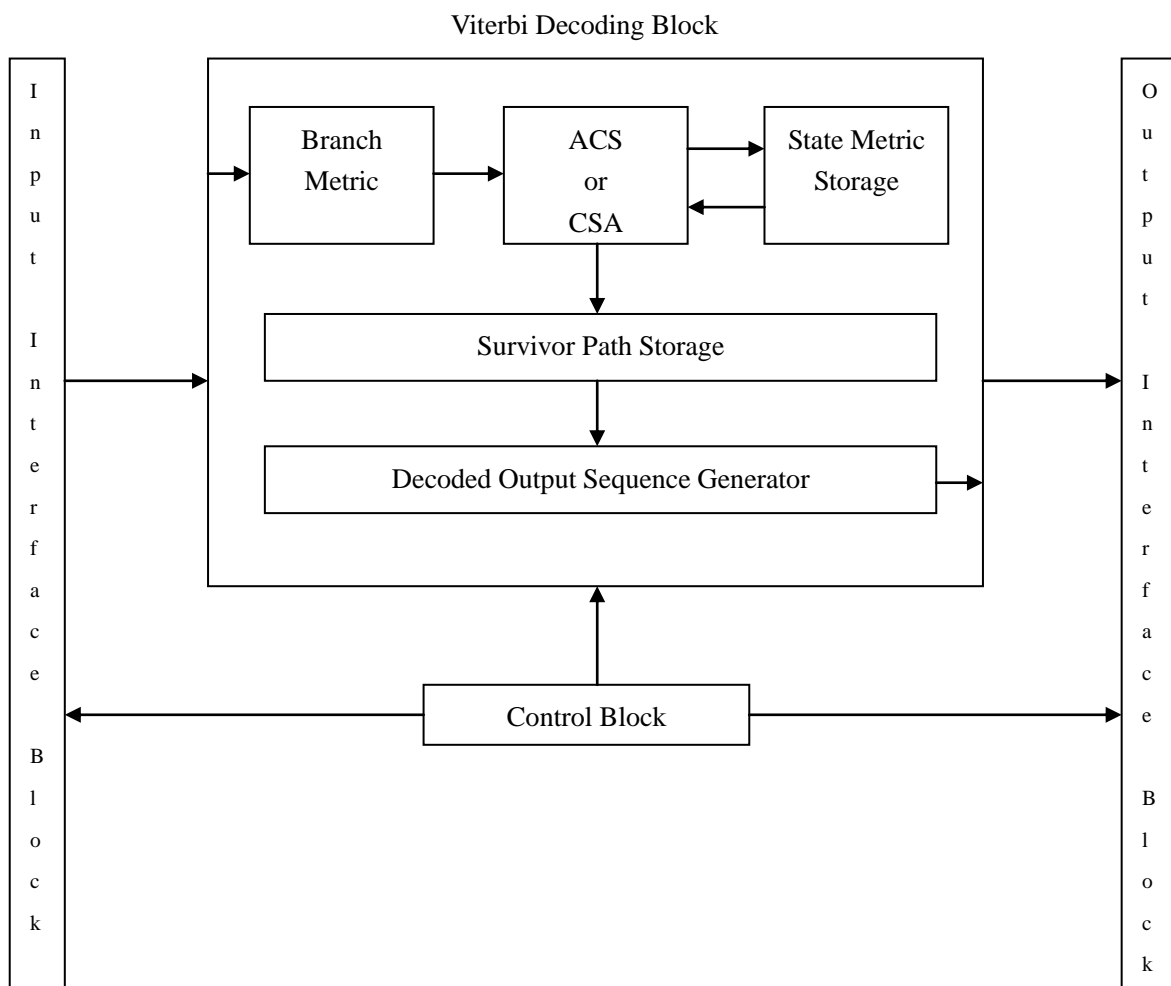 Viterbi Decoding Block
Input Interface Block
Branch
Metric
ACS
or
CSA
State Metric
Storage
Survivor Path Storage
Decoded Output Sequence Generator
Control Block
Output Interface Block